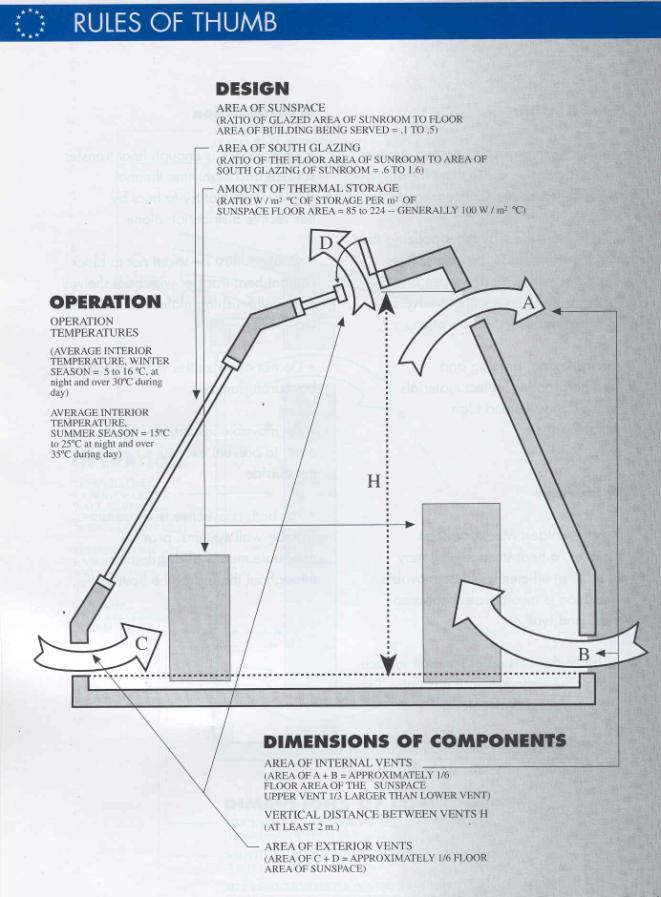 RULES OF THUMB
DESIGN
AREA OF SUNSPACE
(RATIO OF GLAZED AREA OF SUNROOM TO FLOOR
AREA OF BUILDING BEING SERVED = .1 TO .5)
AREA OF SOUTH GLAZING
(RATIO OF THE FLOOR AREA OF SUNROOM TO AREA OF
SOUTH GLAZING OF SUNROOM = .6 TO 1.6)
AMOUNT OF THERMAL STORAGE
(RATIO W / m² °C OF STORAGE PER m² OF
SUNSPACE FLOOR AREA = 85 to 224 -- GENERALLY 100 W / m² °C)
D
A
OPERATION
OPERATION
TEMPERATURES
(AVERAGE INTERIOR
TEMPERATURE, WINTER
SEASON = 5 to 16 °C, at
night and over 30°C during
day)
AVERAGE INTERIOR
TEMPERATURE,
SUMMER SEASON = 15°C
to 25°C at night and over
35°C during day)
H
C
B
DIMENSIONS OF COMPONENTS
AREA OF INTERNAL VENTS
(AREA OF A + B = APPROXIMATELY 1/6
FLOOR AREA OF THE SUNSPACE
UPPER VENT 1/3 LARGER THAN LOWER VENT)
VERTICAL DISTANCE BETWEEN VENTS H
(AT LEAST 2 m.)
AREA OF EXTERIOR VENTS
(AREA OF C + D = APPROXIMATELY 1/6 FLOOR
AREA OF SUNSPACE)